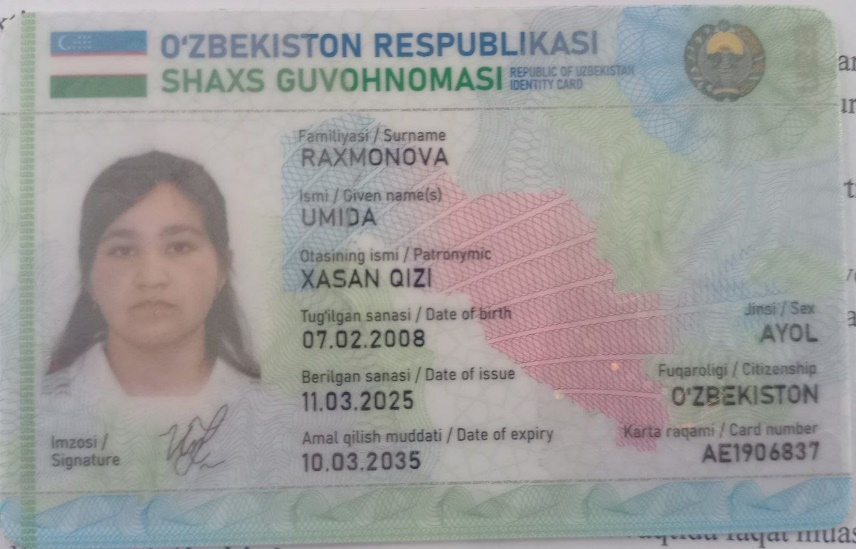 O‘ZBEKISTON RESPUBLIKASI
SHAXS GUVOHNOMASI REPUBLIC OF UZBEKISTAN
IDENTITY CARD
Familiyasi / Surname
RAXMONOVA
Ismi / Given name(s)
UMIDA
Otasining ismi / Patronymic
XASAN QIZI
Tug‘ilgan sanasi / Date of birth
07.02.2008
Jinsi / Sex
AYOL
Berilgan sanasi / Date of issue
11.03.2025
Fuqaroligi / Citizenship
O‘ZBEKISTON
Amal qilish muddati / Date of expiry
10.03.2035
Karta raqami / Card number
AE1906837
Imzosi /
Signature